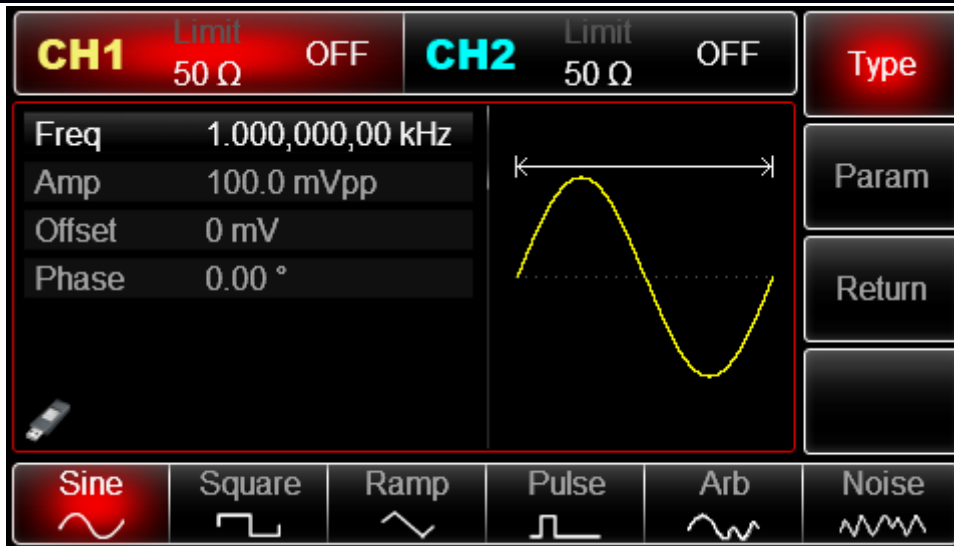 CH1 Limit 50 Ω OFF
CH2 Limit 50 Ω OFF
Type
Freq 1.000,000,00 kHz
Amp 100.0 mVpp
Offset 0 mV
Phase 0.00 °
Param
Return
Sine
Square
Ramp
Pulse
Arb
Noise